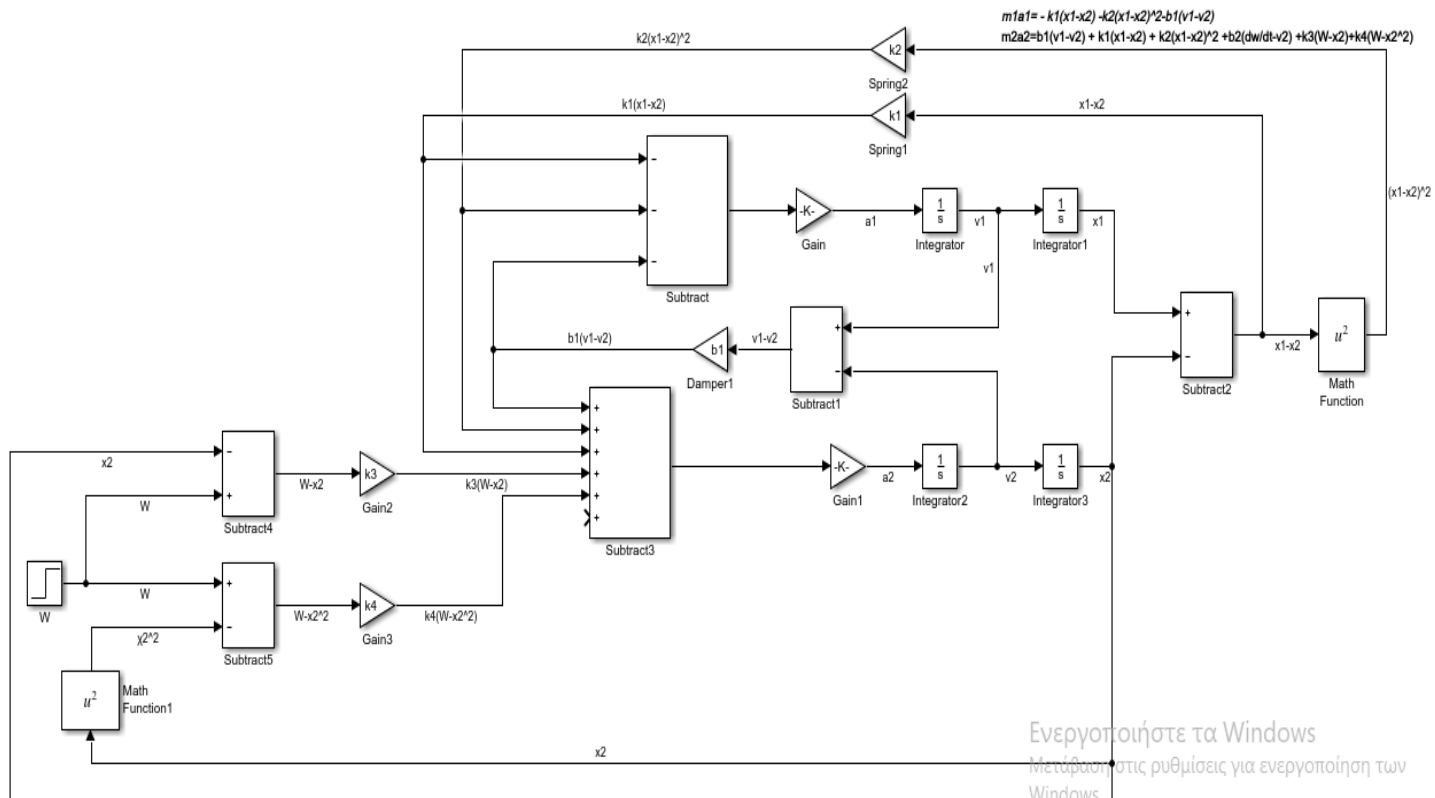 m1a1= - k1(x1-x2) -k2(x1-x2)^2-b1(v1-v2)
m2a2=b1(v1-v2) + k1(x1-x2) + k2(x1-x2)^2 +b2(dw/dt-v2) +k3(W-x2)+k4(W-x2^2)
k2(x1-x2)^2
k2
Spring2
k1(x1-x2)
k1
x1-x2
Spring1
(x1-x2)^2
-
-
-
Subtract
-K-
Gain
a1
1
s
Integrator
v1
1
s
Integrator1
x1
v1
+
-
Subtract2
x1-x2
u²
Math
Function
b1(v1-v2)
b1
Damper1
v1-v2
+
-
Subtract1
+
+
+
+
+
+
Subtract3
-K-
Gain1
a2
1
s
Integrator2
v2
1
s
Integrator3
x2
x2
-
W
+
Subtract4
W-x2
k3
Gain2
k3(W-x2)
W
W
+
χ2^2
-
Subtract5
W-x2^2
k4
Gain3
k4(W-x2^2)
u²
Math
Function1
x2
Ενεργοποιήστε τα Windows
Μετάβαση στις ρυθμίσεις για ενεργοποίηση των
Windows